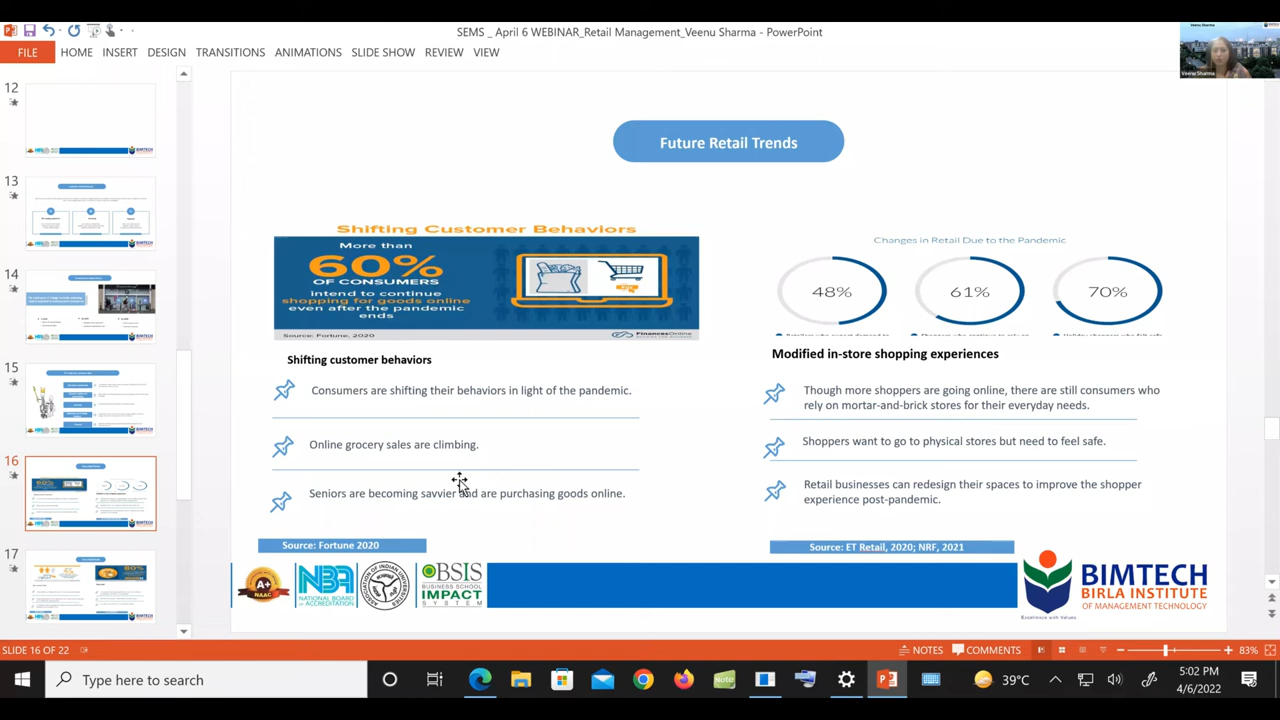 SEMS _ April 6 WEBINAR_Retail Management_Veenu Sharma - PowerPoint
Veenu Sharma
FILE HOME INSERT DESIGN TRANSITIONS ANIMATIONS SLIDE SHOW REVIEW VIEW
Veenu Sharma
12
13
14
15
16
17
Future Retail Trends
Shifting Customer Behaviors
More than
60%
OF CONSUMERS
intend to continue
shopping for goods online
even after the pandemic
ends
Source: Fortune, 2020
FinancesOnline
Shifting customer behaviors
Consumers are shifting their behaviors in light of the pandemic.
Online grocery sales are climbing.
Seniors are becoming savvier and are purchasing goods online.
Source: Fortune 2020
Changes in Retail Due to the Pandemic
48% 61% 70%
Modified in-store shopping experiences
Though more shoppers are going online, there are still consumers who
rely on mortar-and-brick stores for their everyday needs.
Shoppers want to go to physical stores but need to feel safe.
Retail businesses can redesign their spaces to improve the shopper
experience post-pandemic.
Source: ET Retail, 2020; NRF, 2021
A+
NAAC
NBA
NATIONAL BOARD
of ACCREDITATION
BSIS
BUSINESS SCHOOL
IMPACT
SYSTEM
BIMTECH
BIRLA INSTITUTE
OF MANAGEMENT TECHNOLOGY
Excellence with Values
SLIDE 16 OF 22
NOTES COMMENTS 83%
Type here to search
Note
39°C
5:02 PM
4/6/2022